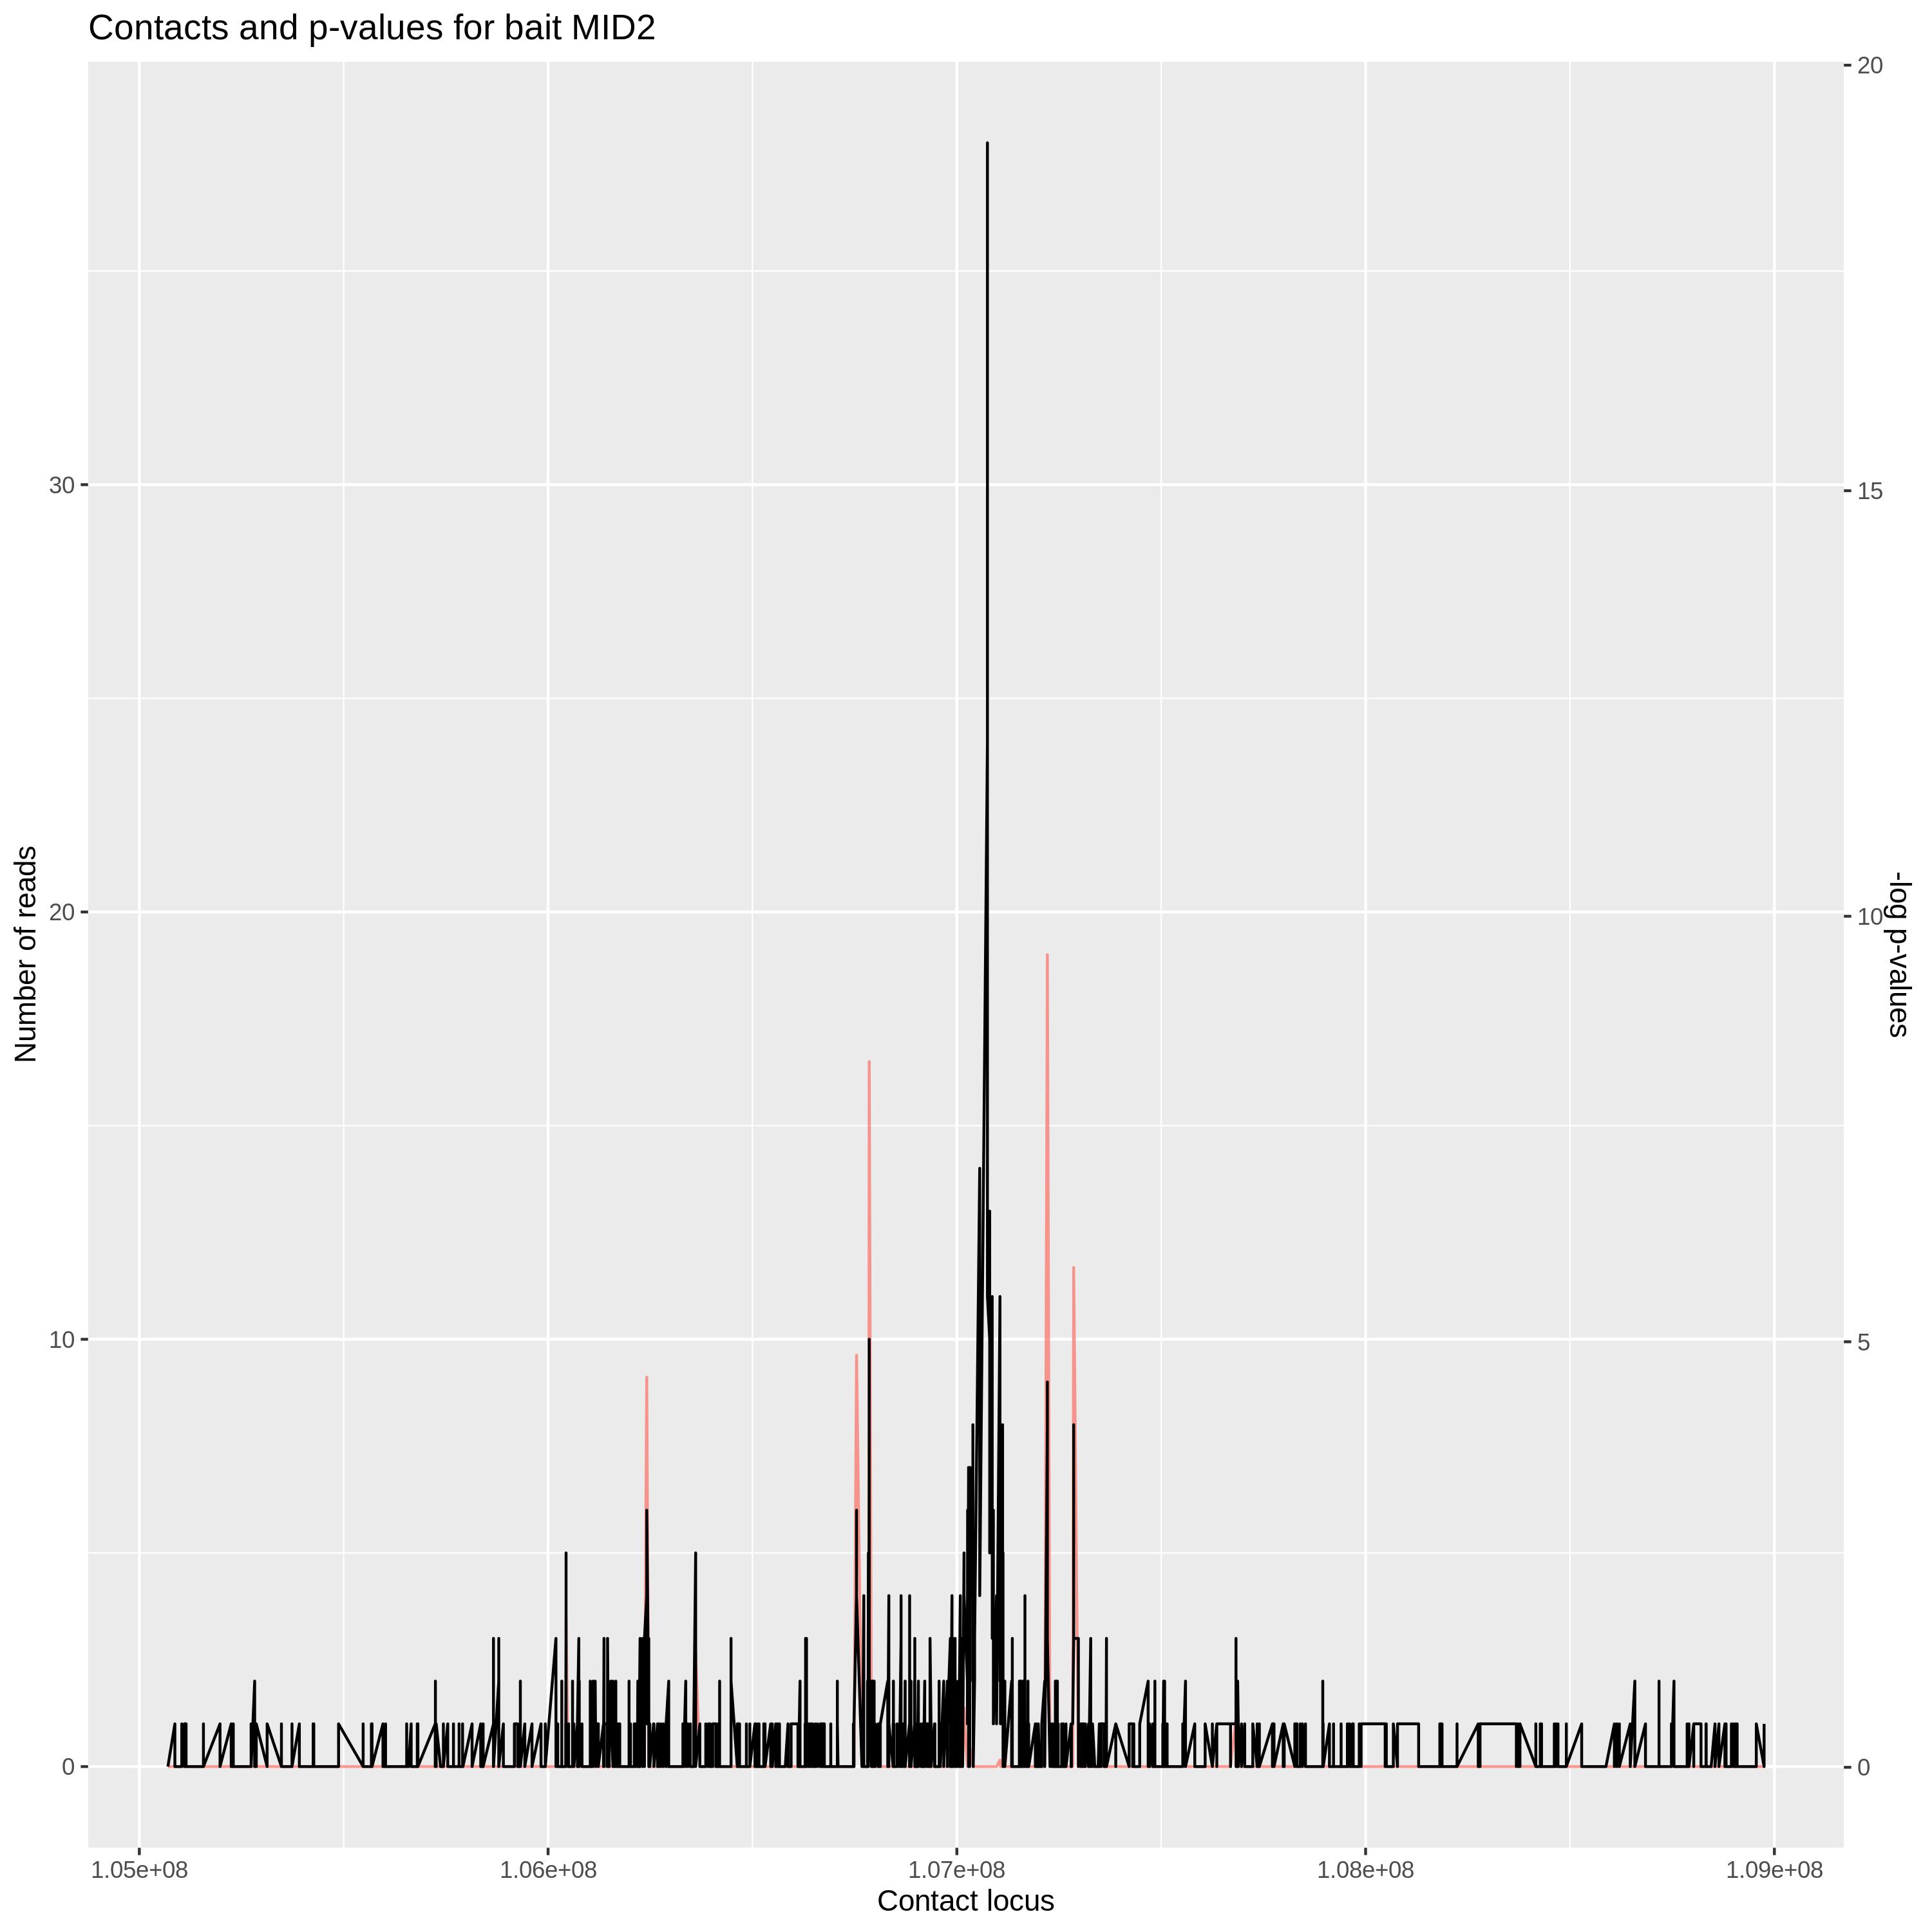 Contacts and p-values for bait MID2
20
30
15
Number of reads
20
10
-log p-values
10
5
0
0
1.05e+08
1.06e+08
1.07e+08
1.08e+08
1.09e+08
Contact locus